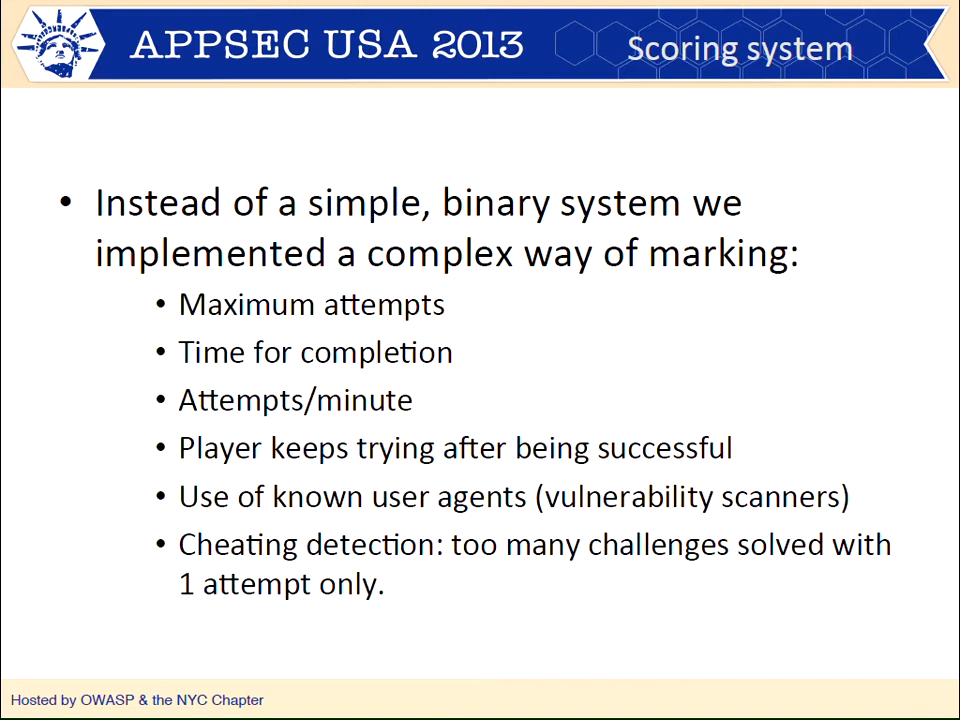 APPSEC USA 2013
Scoring system
• Instead of a simple, binary system we
implemented a complex way of marking:
• Maximum attempts
• Time for completion
• Attempts/minute
• Player keeps trying after being successful
• Use of known user agents (vulnerability scanners)
• Cheating detection: too many challenges solved with
1 attempt only.
Hosted by OWASP & the NYC Chapter